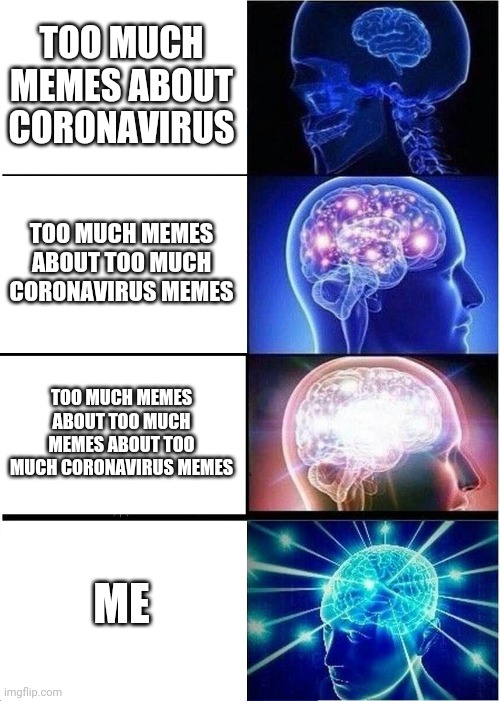 TOO MUCH
MEMES ABOUT
CORONAVIRUS
TOO MUCH MEMES
ABOUT TOO MUCH
CORONAVIRUS MEMES
TOO MUCH MEMES
ABOUT TOO MUCH
MEMES ABOUT TOO
MUCH CORONAVIRUS MEMES
ME
imgflip.com